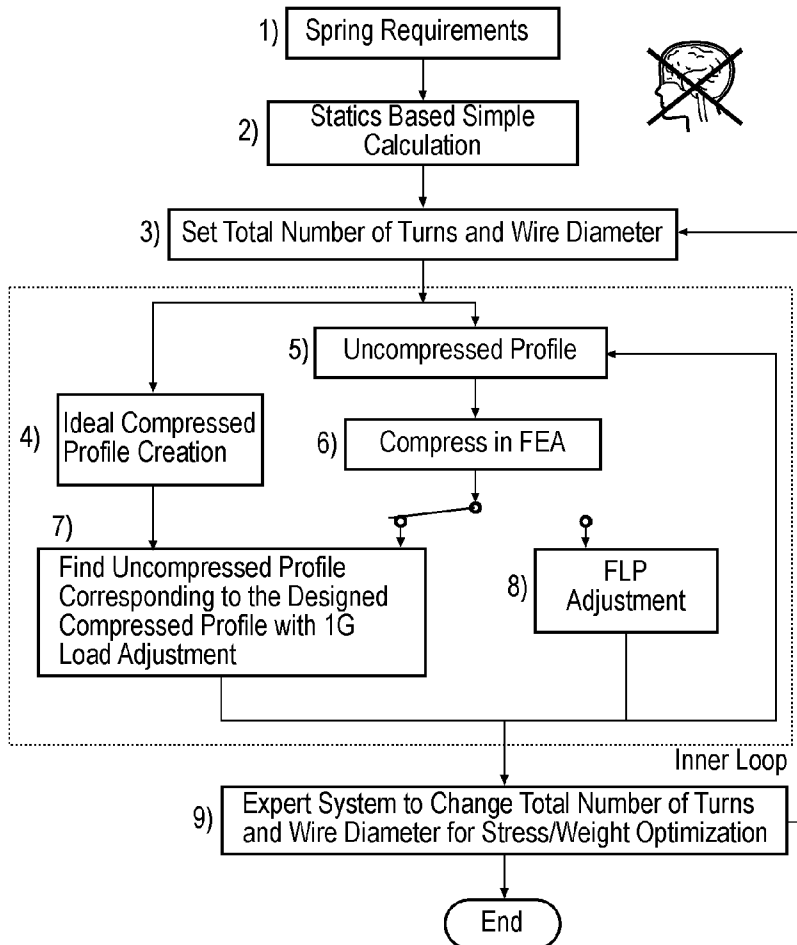 1)
Spring Requirements
2)
Statics Based Simple
Calculation
3)
Set Total Number of Turns and Wire Diameter
5)
Uncompressed Profile
4)
Ideal Compressed
Profile Creation
6)
Compress in FEA
7)
Find Uncompressed Profile
Corresponding to the Designed
Compressed Profile with 1G
Load Adjustment
8)
FLP
Adjustment
Inner Loop
9)
Expert System to Change Total Number of Turns
and Wire Diameter for Stress/Weight Optimization
End